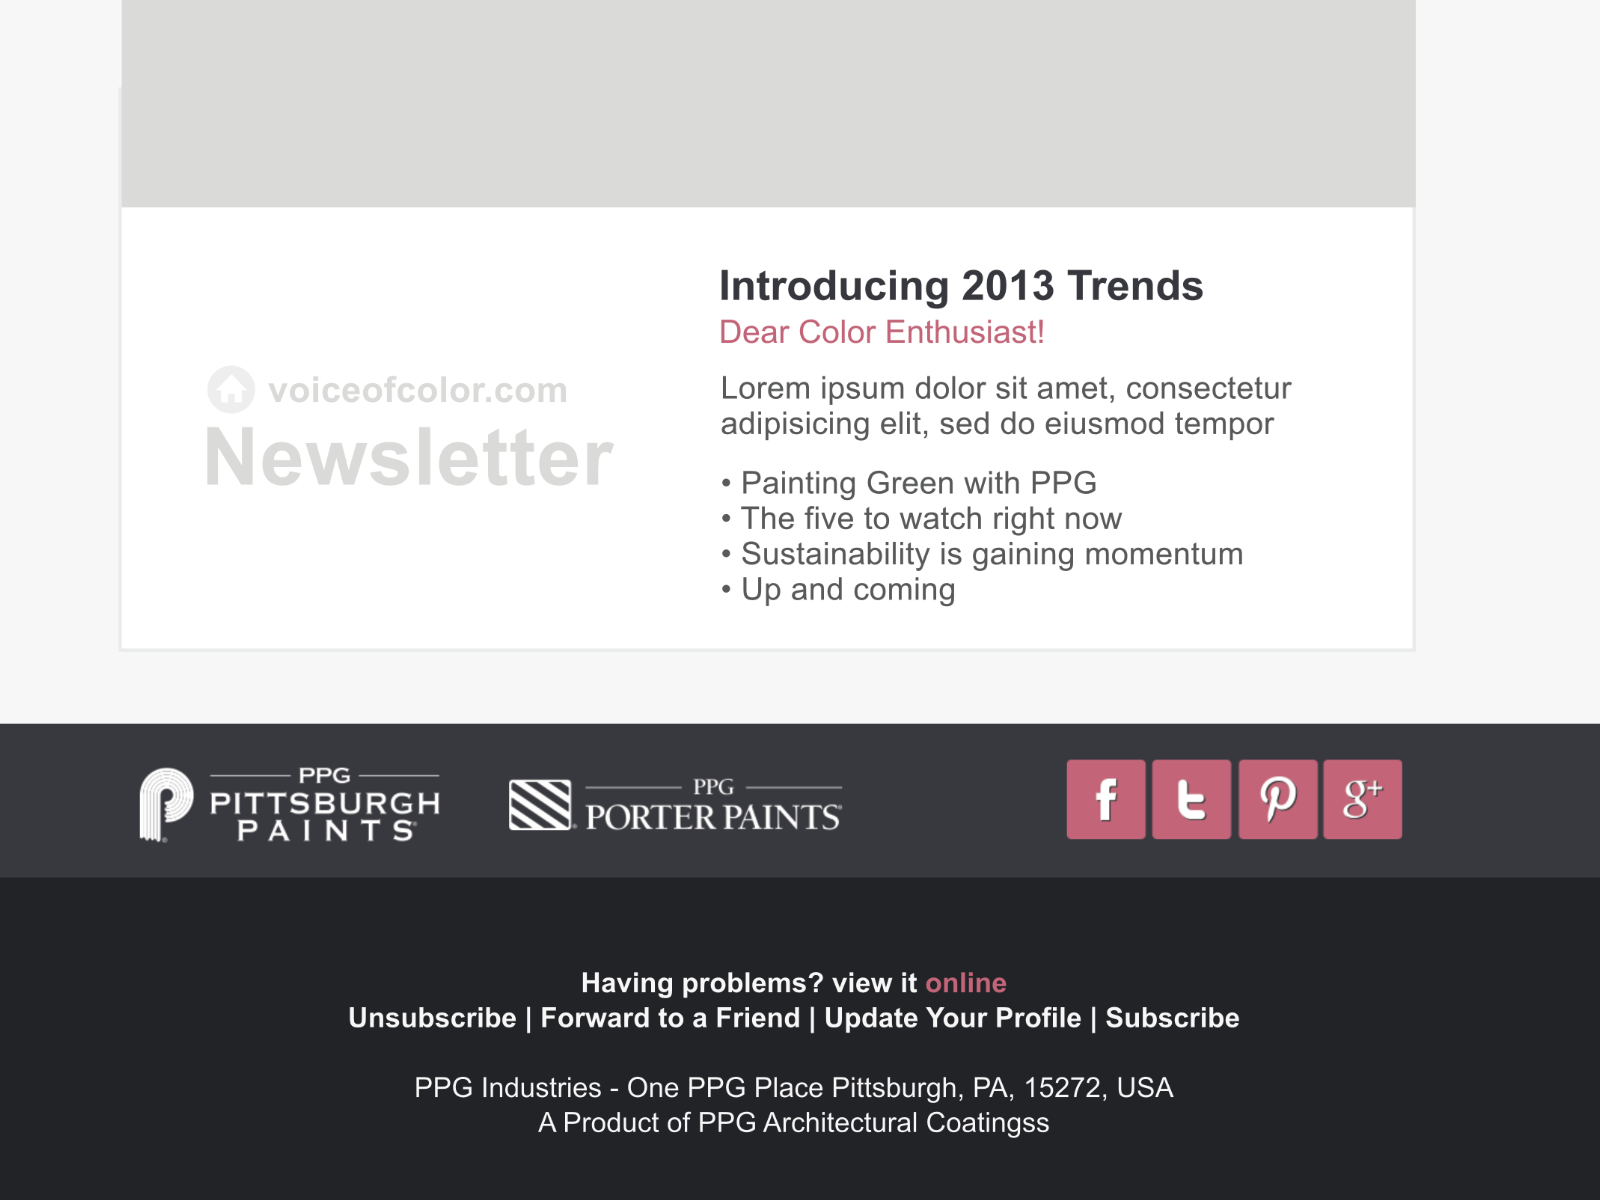 voiceofcolor.com
Newsletter
Introducing 2013 Trends
Dear Color Enthusiast!
Lorem ipsum dolor sit amet, consectetur
adipisicing elit, sed do eiusmod tempor
• Painting Green with PPG
• The five to watch right now
• Sustainability is gaining momentum
• Up and coming
PPG
PITTSBURGH
PAINTS
PPG
PORTER PAINTS
f
t
P
g+
Having problems? view it online
Unsubscribe | Forward to a Friend | Update Your Profile | Subscribe
PPG Industries - One PPG Place Pittsburgh, PA, 15272, USA
A Product of PPG Architectural Coatingss